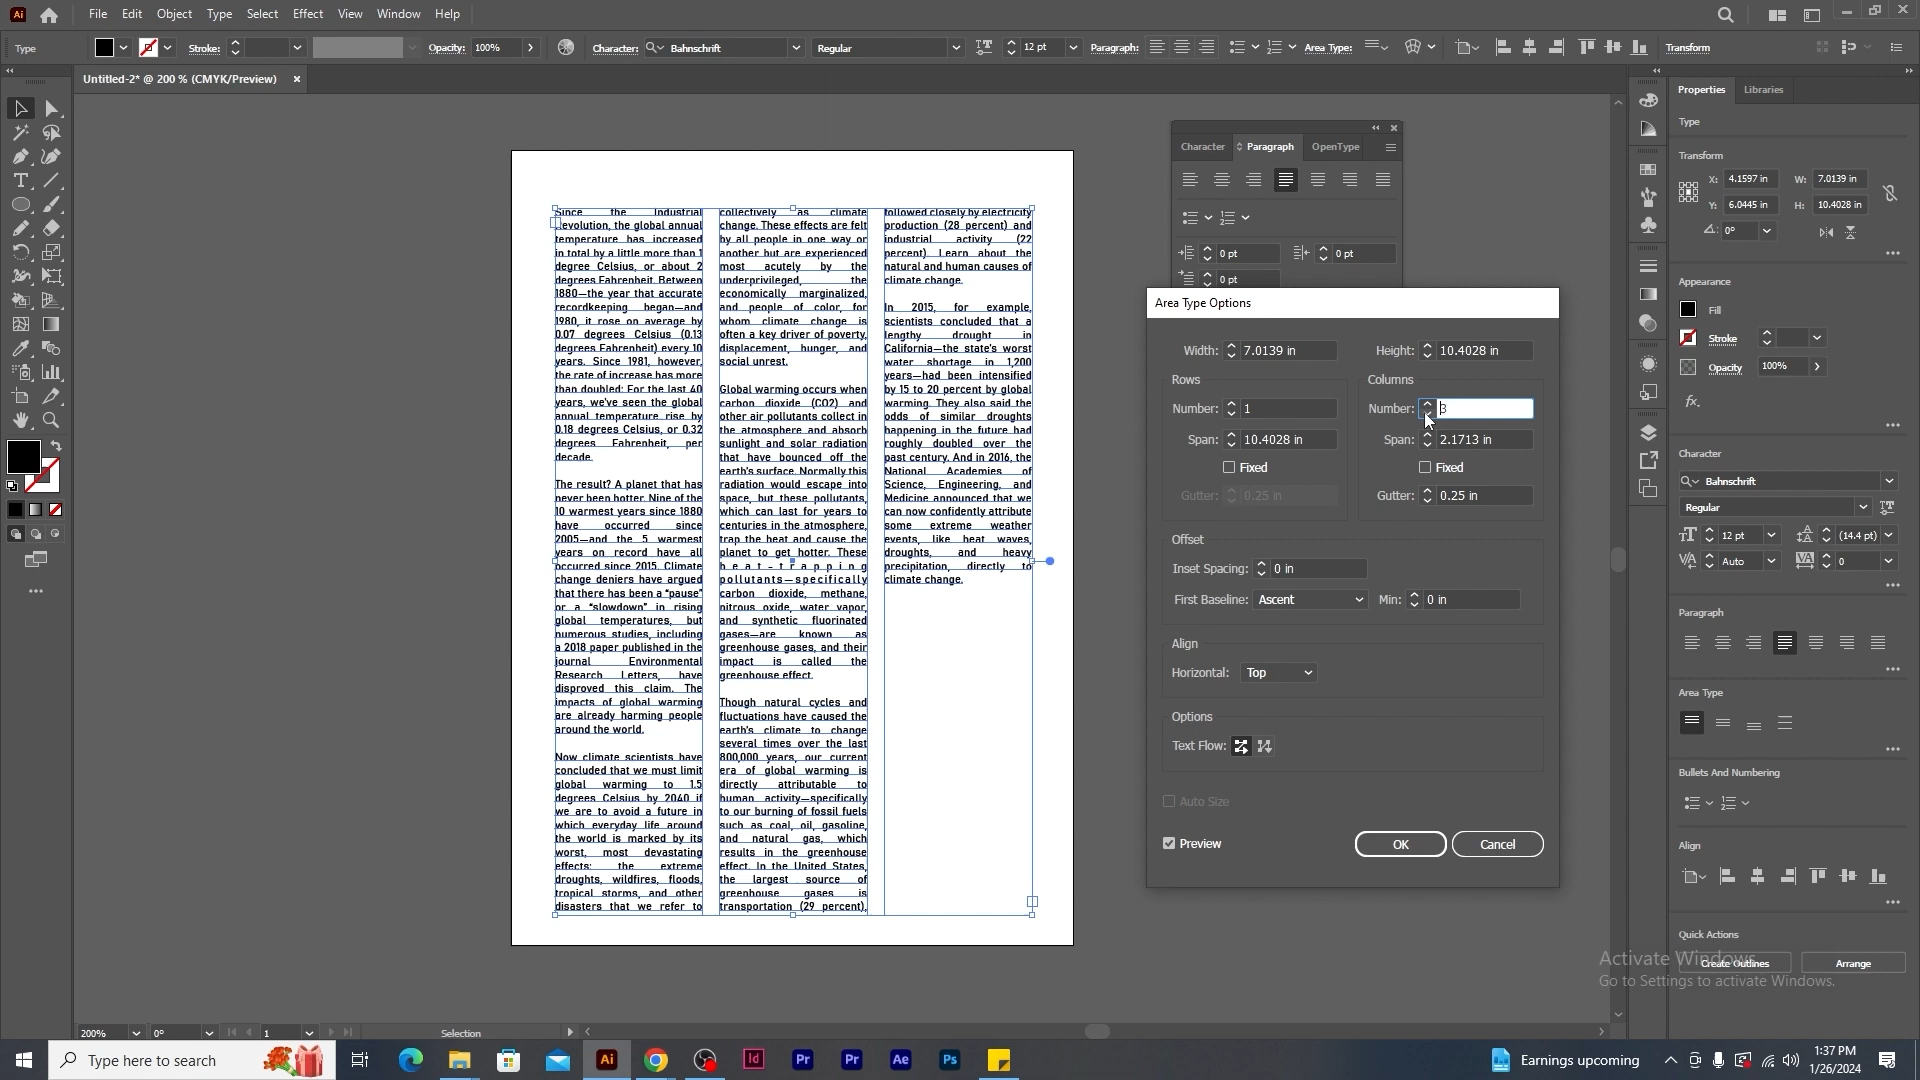 Ai File Edit Object Type Select Effect View Window Help
Type Stroke: Opacity: 100% Character: Bahnschrift Regular 12 pt Paragraph: Area Type: Transform
Untitled-2* @ 200 % (CMYK/Preview) ×
Since the Industrial
Revolution, the global annual
temperature has increased
in total by a little more than 1
degree Celsius, or about 2
degrees Fahrenheit. Between
1880—the year that accurate
recordkeeping began—and
1980, it rose on average by
0.07 degrees Celsius (0.13
degrees Fahrenheit) every 10
years. Since 1981, however,
the rate of increase has more
than doubled: For the last 40
years, we've seen the global
annual temperature rise by
0.18 degrees Celsius, or 0.32
degrees Fahrenheit, per
decade.
The result? A planet that has
never been hotter. Nine of the
10 warmest years since 1880
have occurred since
2005—and the 5 warmest
years on record have all
occurred since 2015. Climate
change deniers have argued
that there has been a “pause”
or a “slowdown” in rising
global temperatures, but
numerous studies, including
a 2018 paper published in the
journal Environmental
Research Letters, have
disproved this claim. The
impacts of global warming
are already harming people
around the world.
Now climate scientists have
concluded that we must limit
global warming to 1.5
degrees Celsius by 2040 if
we are to avoid a future in
which everyday life around
the world is marked by its
worst, most devastating
effects: the extreme
droughts, wildfires, floods,
tropical storms, and other
disasters that we refer to
collectively as climate
change. These effects are felt
by all people in one way or
another but are experienced
most acutely by the
underprivileged, the
economically marginalized,
and people of color, for
whom climate change is
often a key driver of poverty,
displacement, hunger, and
social unrest.
Global warming occurs when
carbon dioxide (CO2) and
other air pollutants collect in
the atmosphere and absorb
sunlight and solar radiation
that have bounced off the
earth's surface. Normally this
radiation would escape into
space, but these pollutants,
which can last for years to
centuries in the atmosphere,
trap the heat and cause the
planet to get hotter. These
heat-trapping
pollutants—specifically
carbon dioxide, methane,
nitrous oxide, water vapor,
and synthetic fluorinated
gases—are known as
greenhouse gases, and their
impact is called the
greenhouse effect.
Though natural cycles and
fluctuations have caused the
earth's climate to change
several times over the last
800,000 years, our current
era of global warming is
directly attributable to
human activity—specifically
to our burning of fossil fuels
such as coal, oil, gasoline,
and natural gas, which
results in the greenhouse
effect. In the United States,
the largest source of
greenhouse gases is
transportation (29 percent),
followed closely by electricity
production (28 percent) and
industrial activity (22
percent). Learn about the
natural and human causes of
climate change.
In 2015, for example,
scientists concluded that a
lengthy drought in
California—the state's worst
water shortage in 1,200
years—had been intensified
by 15 to 20 percent by global
warming. They also said the
odds of similar droughts
happening in the future had
roughly doubled over the
past century. And in 2016, the
National Academies of
Science, Engineering, and
Medicine announced that we
can now confidently attribute
some extreme weather
events, like heat waves,
droughts, and heavy
precipitation, directly to
climate change.
Character Paragraph OpenType
0 pt 0 pt
0 pt
Area Type Options
Width: 7.0139 in Height: 10.4028 in
Rows Columns
Number: 1 Number: 3
Span: 10.4028 in Span: 2.1713 in
Fixed Fixed
Gutter: 0.25 in Gutter: 0.25 in
Offset
Inset Spacing: 0 in
First Baseline: Ascent Min: 0 in
Align
Horizontal: Top
Options
Text Flow:
Auto Size
Preview OK Cancel
Properties Libraries
Type
Transform
X: 4.1597 in W: 7.0139 in
Y: 6.0445 in H: 10.4028 in
0°
Appearance
Fill
Stroke
Opacity 100%
fx.
Character
Bahnschrift
Regular
12 pt (14.4 pt)
Auto 0
Paragraph
Area Type
Bullets And Numbering
Align
Quick Actions
Create Outlines Arrange
Activate Windows
Go to Settings to activate Windows.
200% 0° 1 Selection
Type here to search Ai Id Pr Pr Ae Ps Earnings upcoming
1:37 PM
1/26/2024